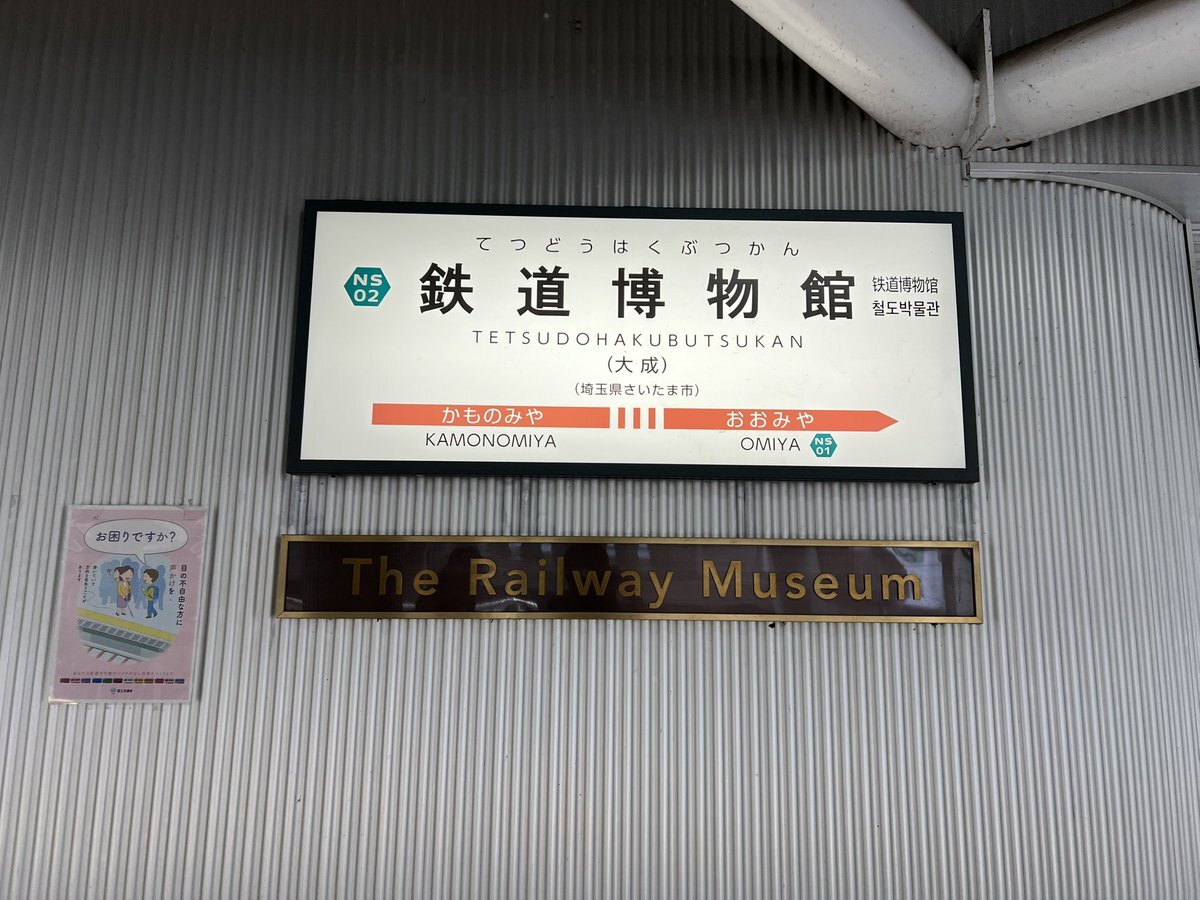 てつどうはくぶつかん
NS
02
鉄道博物館
铁道博物馆
철도박물관
TETSUDOHAKUBUTSUKAN
(大成)
(埼玉県さいたま市)
かものみや
おおみや
KAMONOMIYA
OMIYA
NS
01
The Railway Museum
お困りですか?
目の不自由な方に
声かけを。